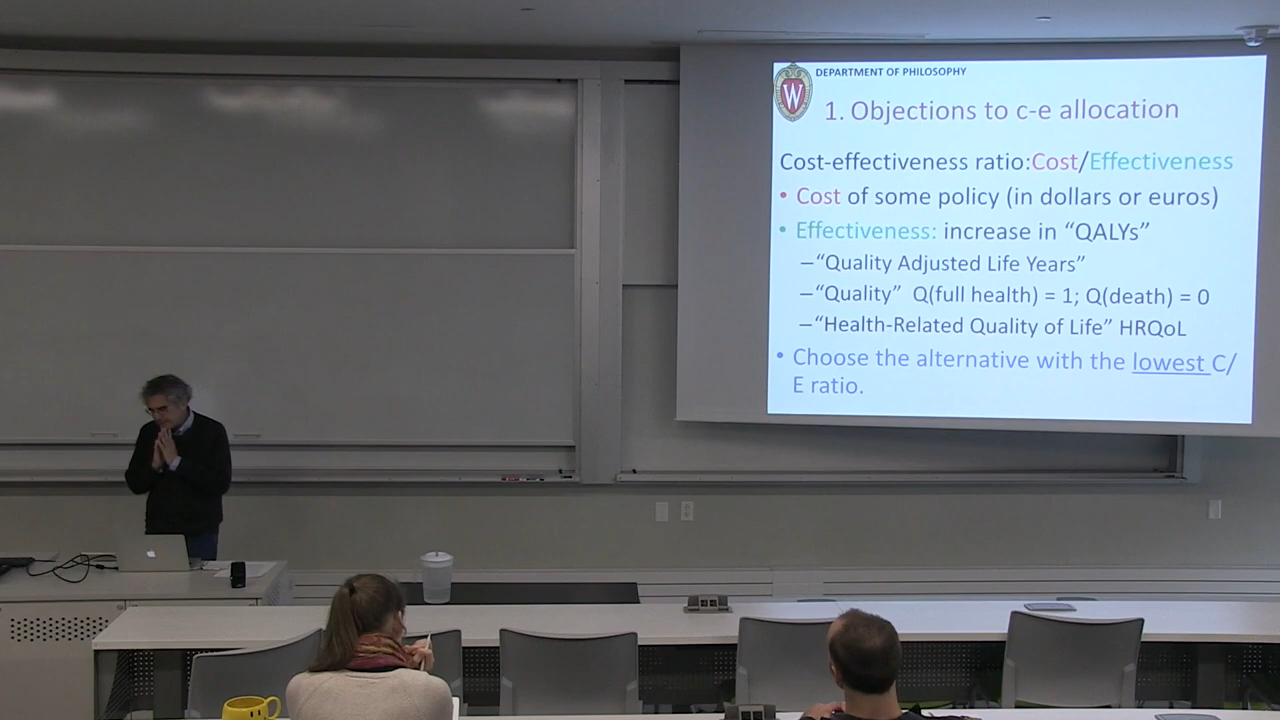 W
DEPARTMENT OF PHILOSOPHY
1. Objections to c-e allocation
Cost-effectiveness ratio:Cost/Effectiveness
• Cost of some policy (in dollars or euros)
• Effectiveness: increase in “QALYs”
–“Quality Adjusted Life Years”
–“Quality” Q(full health) = 1; Q(death) = 0
–“Health-Related Quality of Life” HRQoL
• Choose the alternative with the lowest C/
E ratio.